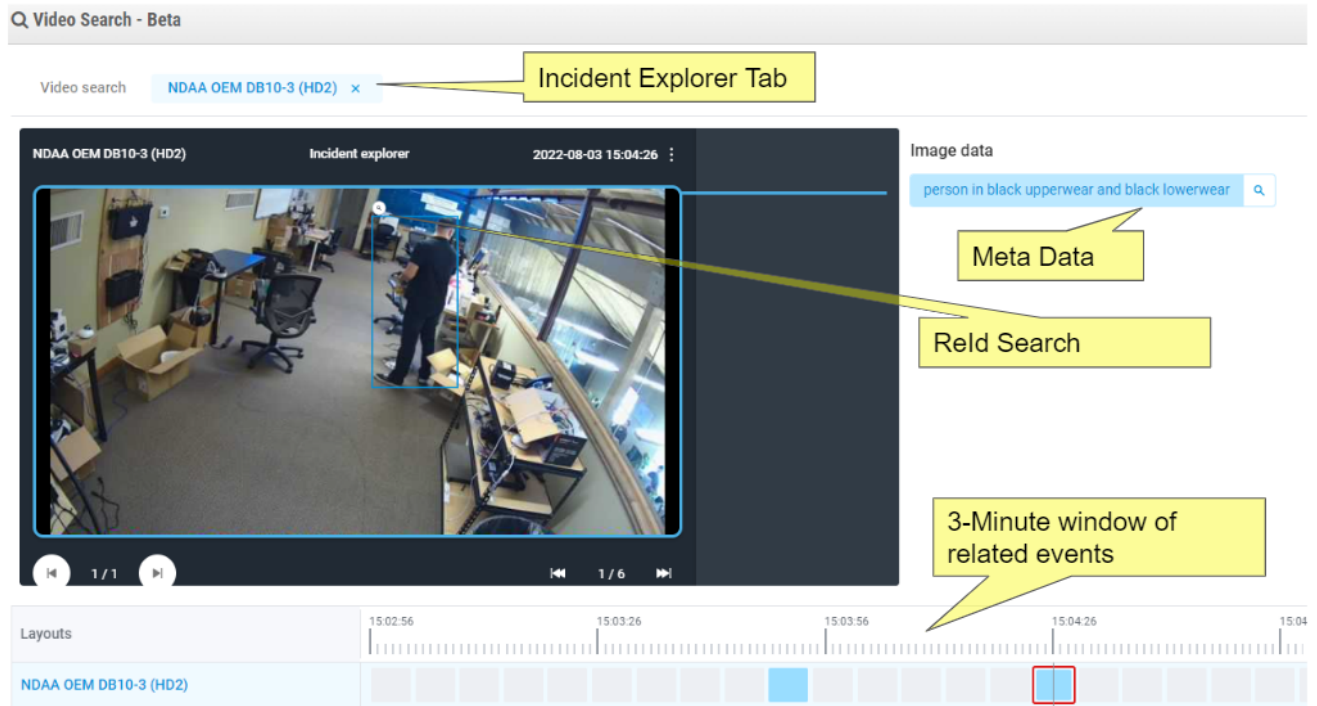 Video Search - Beta
Incident Explorer Tab
Video search NDAA OEM DB10-3 (HD2) ×
NDAA OEM DB10-3 (HD2) Incident explorer 2022-08-03 15:04:26
Image data
person in black upperwear and black lowerwear
Meta Data
ReId Search
3-Minute window of
related events
1 / 1 1 / 6
Layouts 15:02:56 15:03:26 15:03:56 15:04:26 15:04
NDAA OEM DB10-3 (HD2)